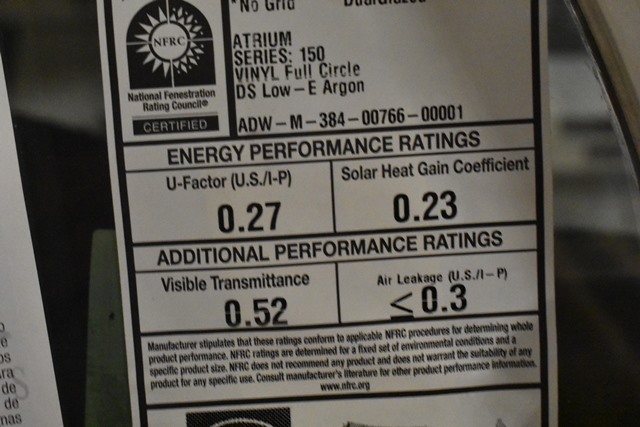 *No Grid
NFRC
ATRIUM
SERIES: 150
VINYL Full Circle
DS Low-E Argon
National Fenestration
Rating Council®
CERTIFIED
ADW-M-384-00766-00001
ENERGY PERFORMANCE RATINGS
U-Factor (U.S./I-P)
Solar Heat Gain Coefficient
0.27
0.23
ADDITIONAL PERFORMANCE RATINGS
Visible Transmittance
Air Leakage (U.S./I-P)
0.52
≤0.3
Manufacturer stipulates that these ratings conform to applicable NFRC procedures for determining whole
product performance. NFRC ratings are determined for a fixed set of environmental conditions and a
specific product size. NFRC does not recommend any product and does not warrant the suitability of any
product for any specific use. Consult manufacturer's literature for other product performance information.
www.nfrc.org
de
de